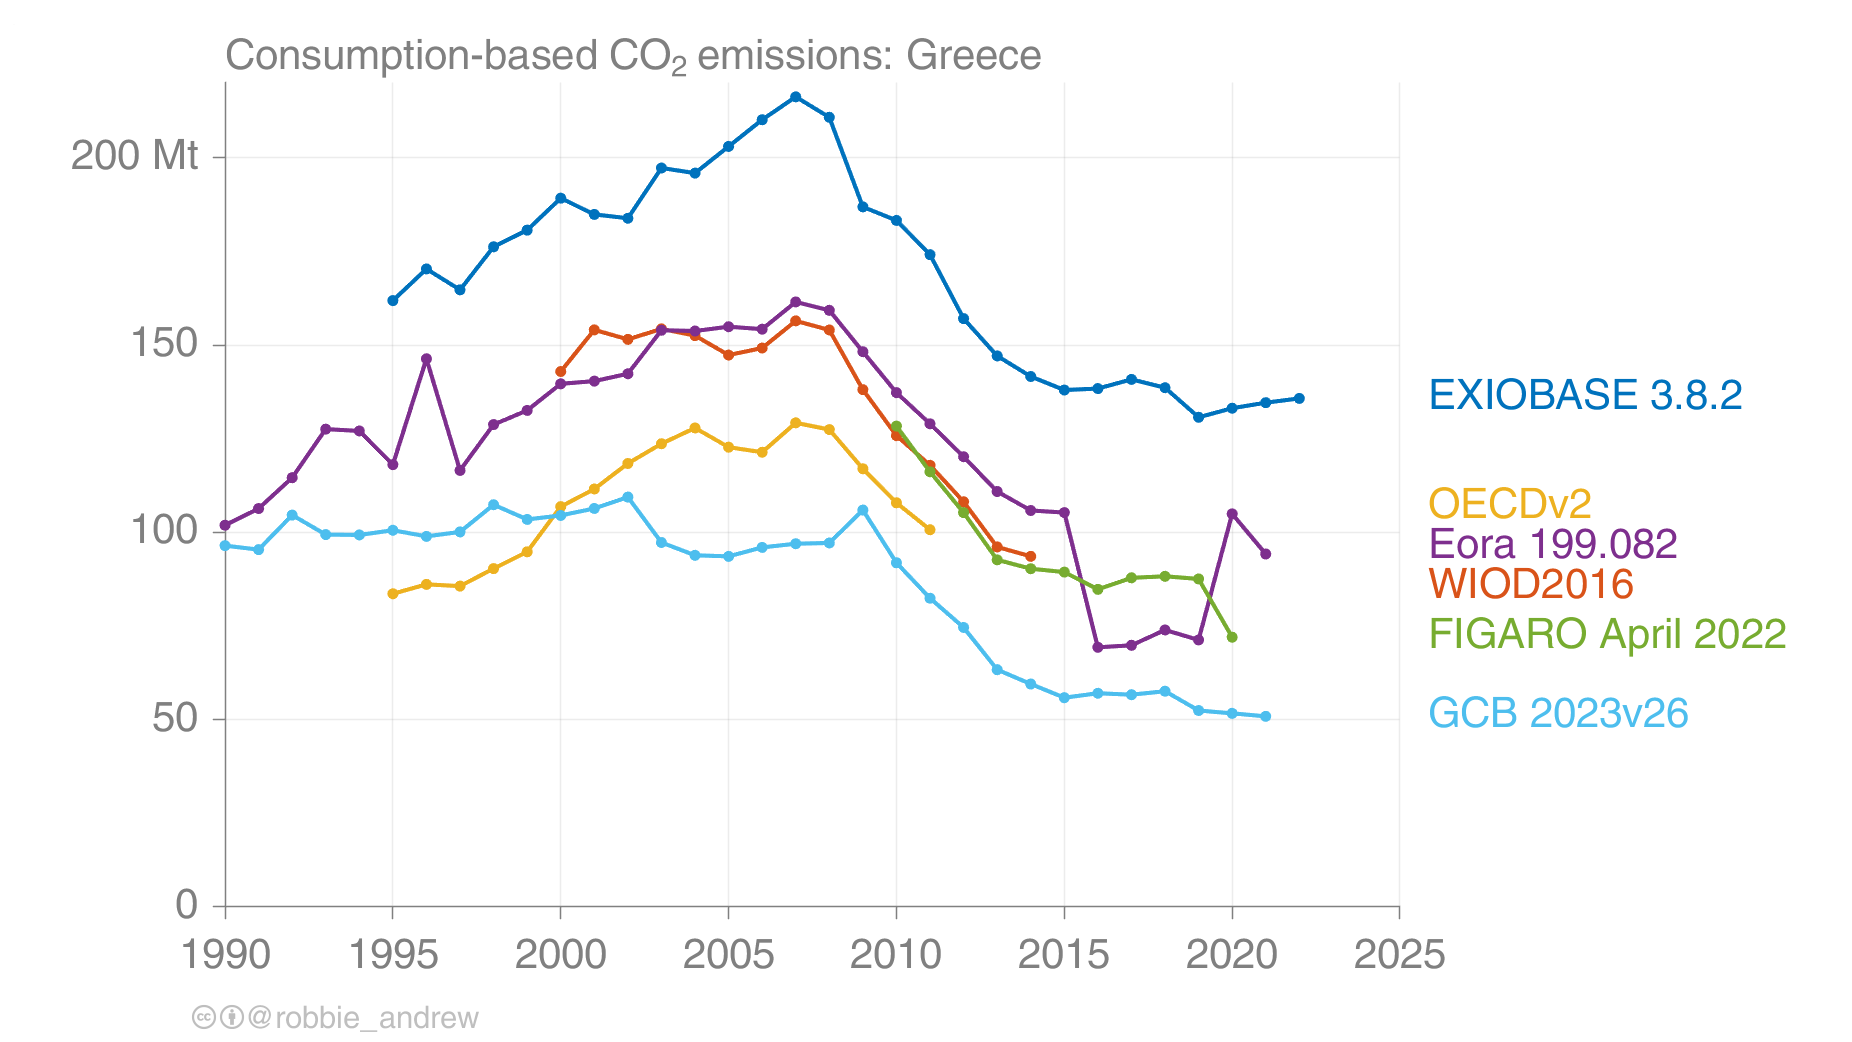 Consumption-based CO₂ emissions: Greece
200 Mt
150
100
50
0
1990 1995 2000 2005 2010 2015 2020 2025
EXIOBASE 3.8.2
OECDv2
Eora 199.082
WIOD2016
FIGARO April 2022
GCB 2023v26
cc @robbie_andrew